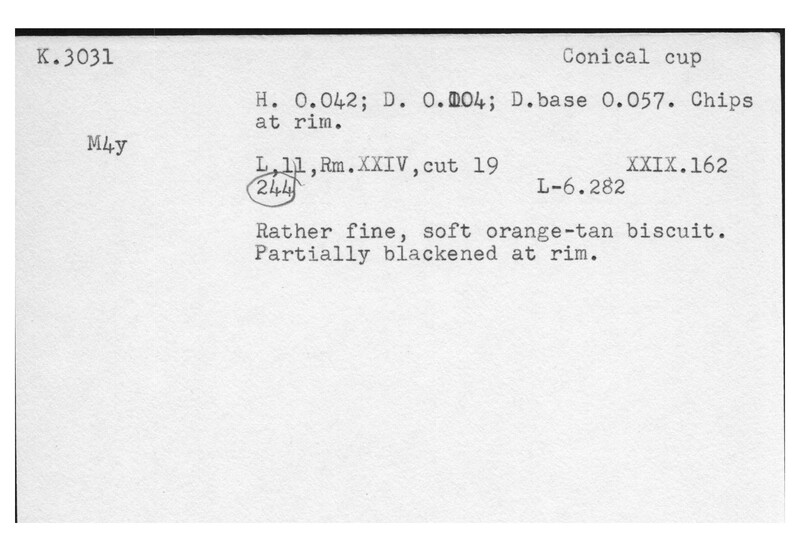 K.3031 Conical cup
H. 0.042; D. 0.104; D.base 0.057. Chips
at rim.
M4y
L,11,Rm.XXIV,cut 19 XXIX.162
244 L-6.282
Rather fine, soft orange-tan biscuit.
Partially blackened at rim.